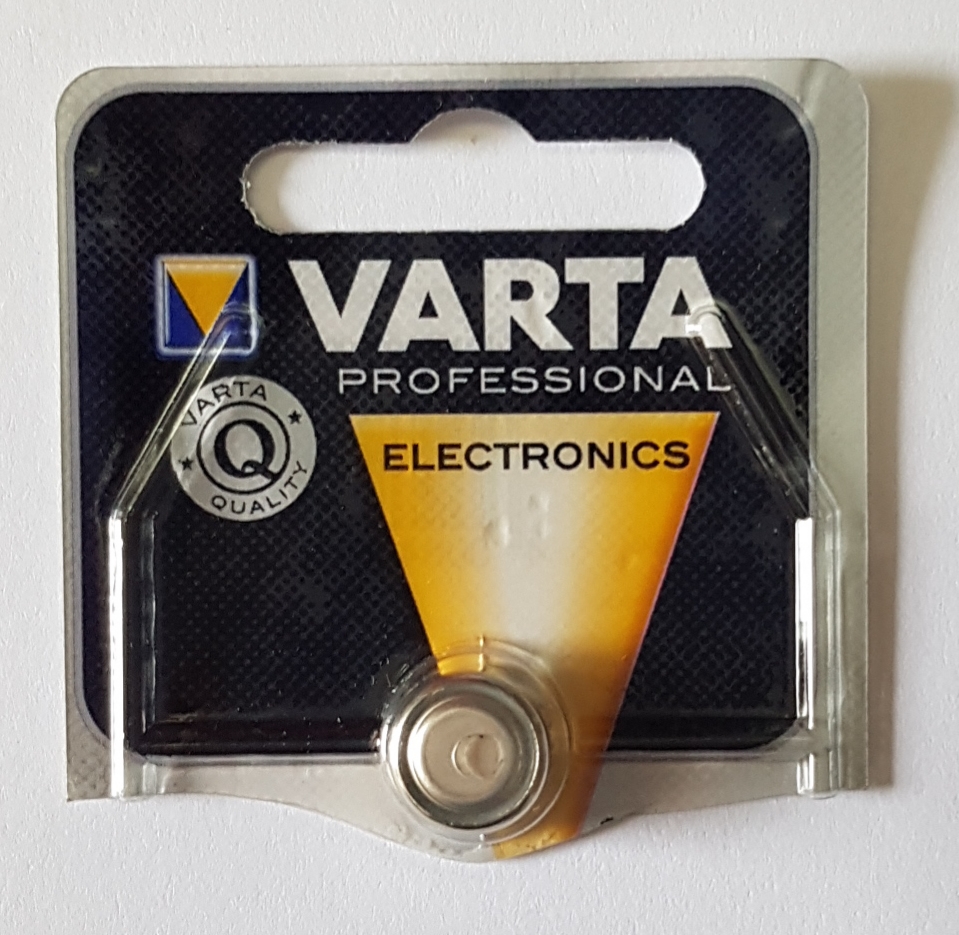 VARTA
PROFESSIONAL
VARTA
Q
QUALITY
ELECTRONICS